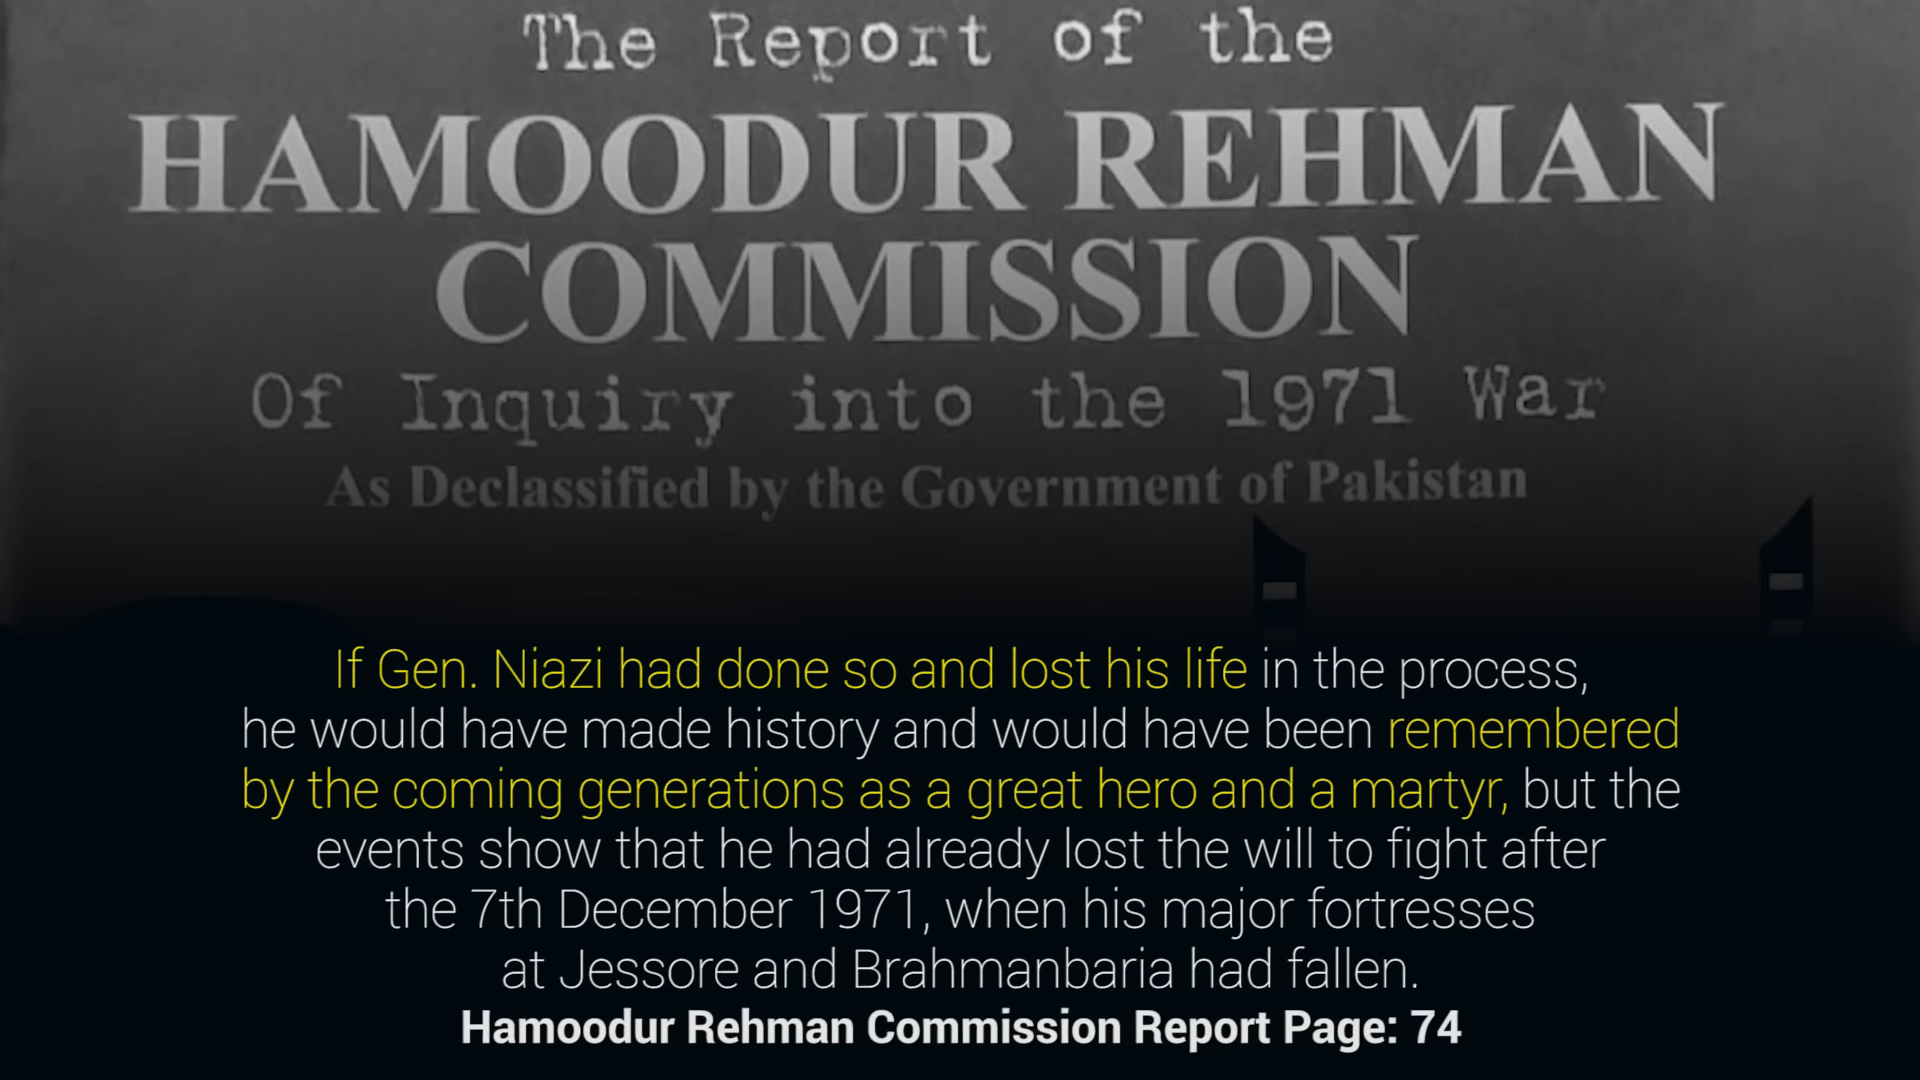 The Report of the
HAMOODUR REHMAN
COMMISSION
Of Inquiry into the 1971 War
As Declassified by the Government of Pakistan
If Gen. Niazi had done so and lost his life in the process,
he would have made history and would have been remembered
by the coming generations as a great hero and a martyr, but the
events show that he had already lost the will to fight after
the 7th December 1971, when his major fortresses
at Jessore and Brahmanbaria had fallen.
Hamoodur Rehman Commission Report Page: 74